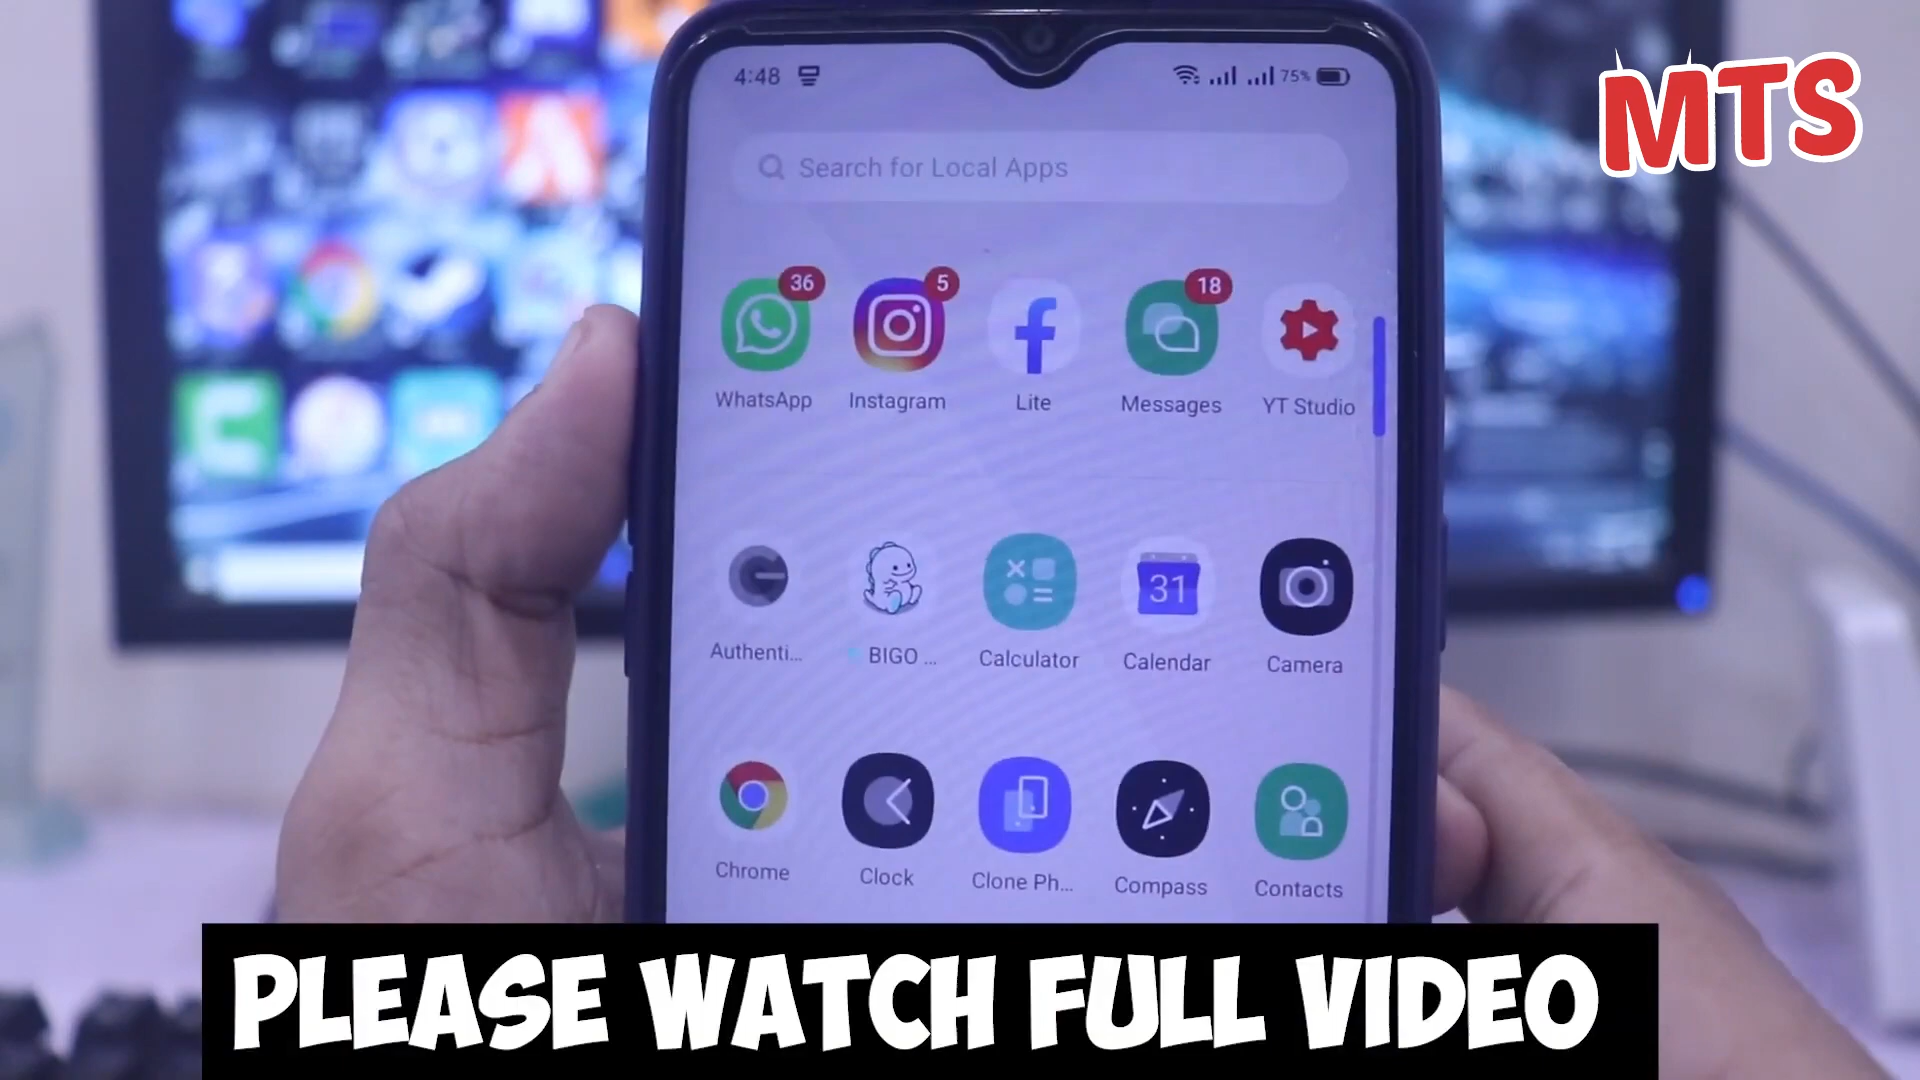 4:48 75%
MTS
Search for Local Apps
36 5 18
WhatsApp Instagram Lite Messages YT Studio
31
Authenti... BIGO ... Calculator Calendar Camera
Chrome Clock Clone Ph... Compass Contacts
PLEASE WATCH FULL VIDEO